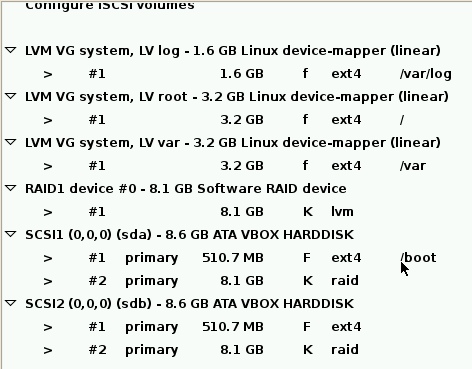 Configure iSCSI volumes
LVM VG system, LV log - 1.6 GB Linux device-mapper (linear)
> #1 1.6 GB f ext4 /var/log
LVM VG system, LV root - 3.2 GB Linux device-mapper (linear)
> #1 3.2 GB f ext4 /
LVM VG system, LV var - 3.2 GB Linux device-mapper (linear)
> #1 3.2 GB f ext4 /var
RAID1 device #0 - 8.1 GB Software RAID device
> #1 8.1 GB K lvm
SCSI1 (0,0,0) (sda) - 8.6 GB ATA VBOX HARDDISK
> #1 primary 510.7 MB F ext4 /boot
> #2 primary 8.1 GB K raid
SCSI2 (0,0,0) (sdb) - 8.6 GB ATA VBOX HARDDISK
> #1 primary 510.7 MB F ext4
> #2 primary 8.1 GB K raid